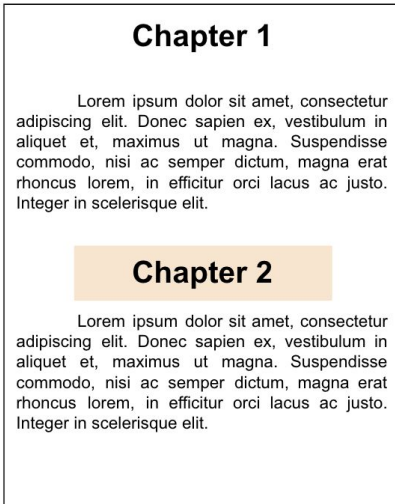 Chapter 1
Lorem ipsum dolor sit amet, consectetur
adipiscing elit. Donec sapien ex, vestibulum in
aliquet et, maximus ut magna. Suspendisse
commodo, nisi ac semper dictum, magna erat
rhoncus lorem, in efficitur orci lacus ac justo.
Integer in scelerisque elit.
Chapter 2
Lorem ipsum dolor sit amet, consectetur
adipiscing elit. Donec sapien ex, vestibulum in
aliquet et, maximus ut magna. Suspendisse
commodo, nisi ac semper dictum, magna erat
rhoncus lorem, in efficitur orci lacus ac justo.
Integer in scelerisque elit.